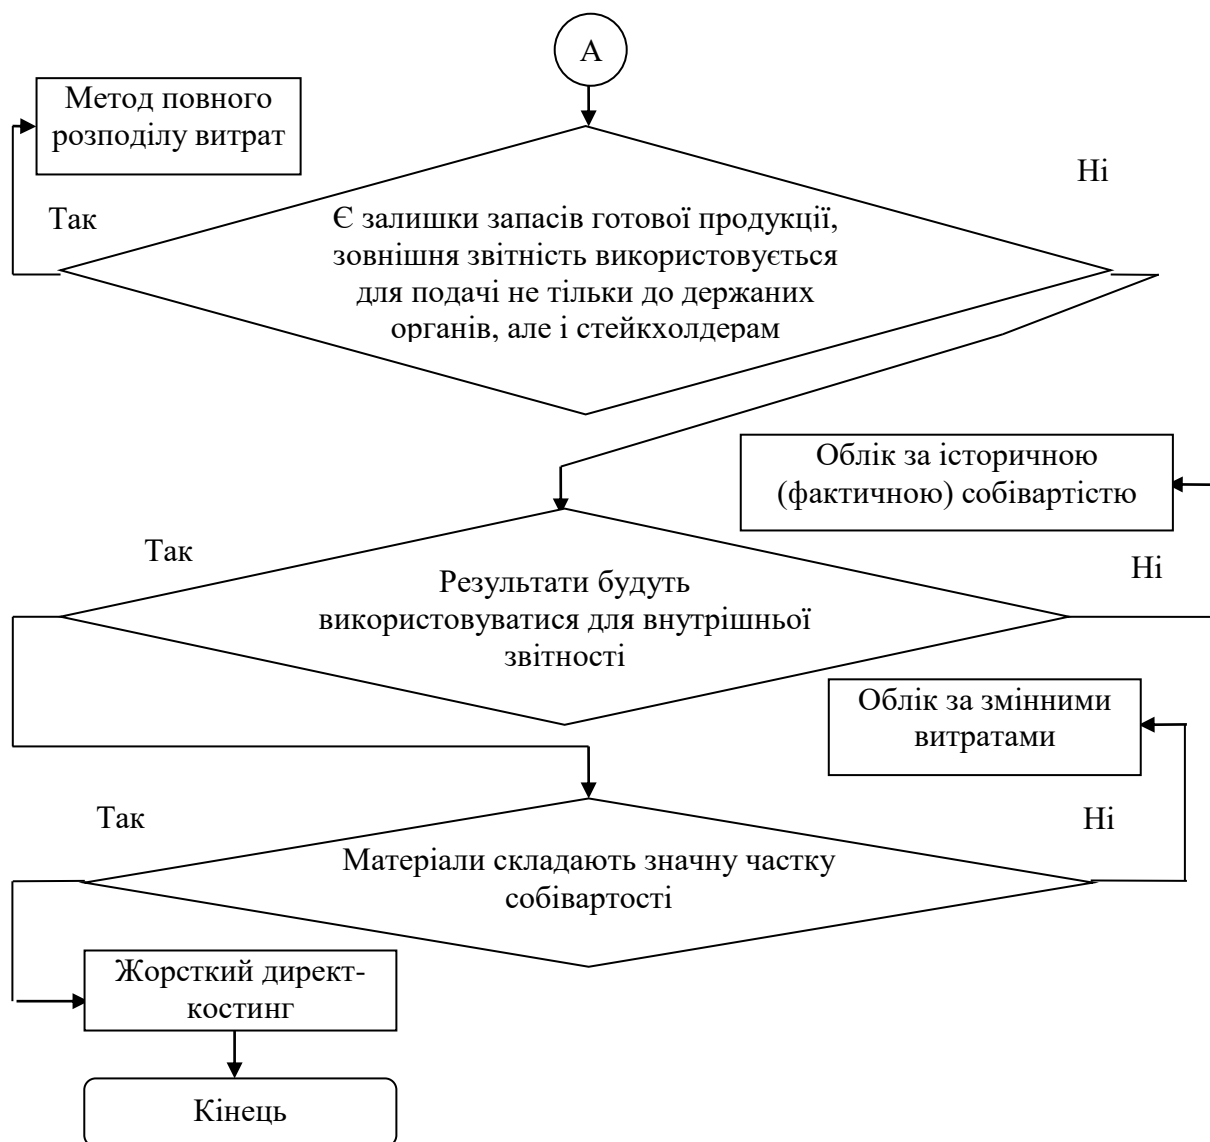 А
Метод повного
розподілу витрат
Ні
Так
Є залишки запасів готової продукції,
зовнішня звітність використовується
для подачі не тільки до держаних
органів, але і стейкхолдерам
Облік за історичною
(фактичною) собівартістю
Так
Ні
Результати будуть
використовуватися для внутрішньої
звітності
Облік за змінними
витратами
Так
Ні
Матеріали складають значну частку
собівартості
Жорсткий директ-
костинг
Кінець